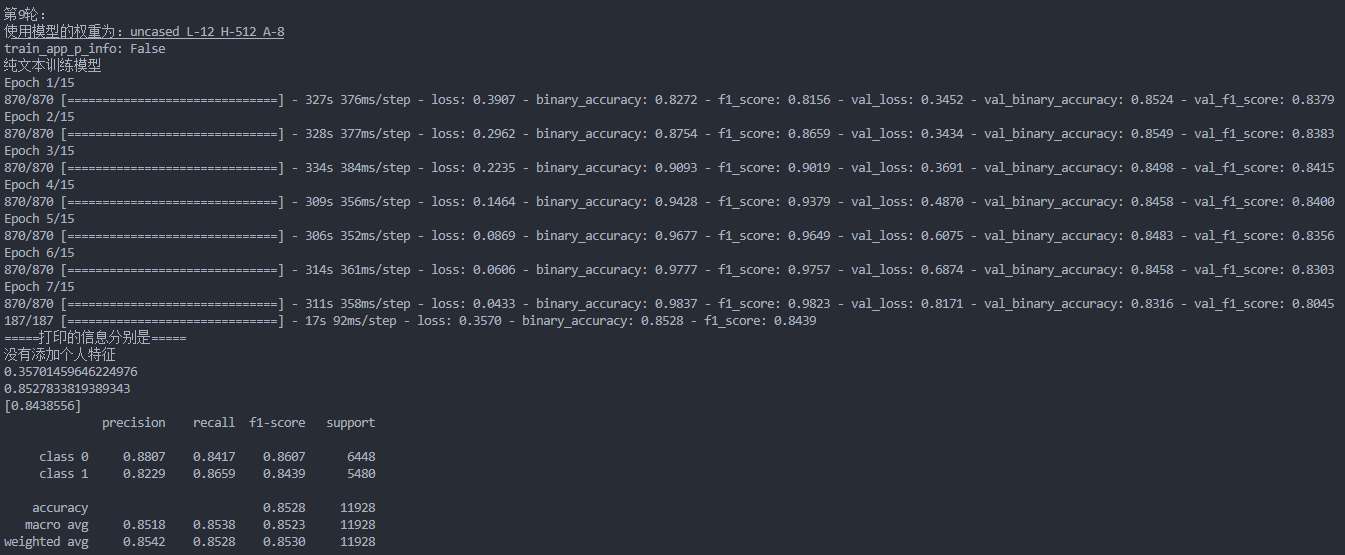 第9轮:
使用模型的权重为: uncased L-12 H-512 A-8
train_app_p_info: False
纯文本训练模型
Epoch 1/15
870/870 [==============================] - 327s 376ms/step - loss: 0.3907 - binary_accuracy: 0.8272 - f1_score: 0.8156 - val_loss: 0.3452 - val_binary_accuracy: 0.8524 - val_f1_score: 0.8379
Epoch 2/15
870/870 [==============================] - 328s 377ms/step - loss: 0.2962 - binary_accuracy: 0.8754 - f1_score: 0.8659 - val_loss: 0.3434 - val_binary_accuracy: 0.8549 - val_f1_score: 0.8383
Epoch 3/15
870/870 [==============================] - 334s 384ms/step - loss: 0.2235 - binary_accuracy: 0.9093 - f1_score: 0.9019 - val_loss: 0.3691 - val_binary_accuracy: 0.8498 - val_f1_score: 0.8415
Epoch 4/15
870/870 [==============================] - 309s 356ms/step - loss: 0.1464 - binary_accuracy: 0.9428 - f1_score: 0.9379 - val_loss: 0.4870 - val_binary_accuracy: 0.8458 - val_f1_score: 0.8400
Epoch 5/15
870/870 [==============================] - 306s 352ms/step - loss: 0.0869 - binary_accuracy: 0.9677 - f1_score: 0.9649 - val_loss: 0.6075 - val_binary_accuracy: 0.8483 - val_f1_score: 0.8356
Epoch 6/15
870/870 [==============================] - 314s 361ms/step - loss: 0.0606 - binary_accuracy: 0.9777 - f1_score: 0.9757 - val_loss: 0.6874 - val_binary_accuracy: 0.8458 - val_f1_score: 0.8303
Epoch 7/15
870/870 [==============================] - 311s 358ms/step - loss: 0.0433 - binary_accuracy: 0.9837 - f1_score: 0.9823 - val_loss: 0.8171 - val_binary_accuracy: 0.8316 - val_f1_score: 0.8045
187/187 [==============================] - 17s 92ms/step - loss: 0.3570 - binary_accuracy: 0.8528 - f1_score: 0.8439
=====打印的信息分别是=====
没有添加个人特征
0.35701459646224976
0.8527833819389343
[0.8438556]
precision recall f1-score support
class 0 0.8807 0.8417 0.8607 6448
class 1 0.8229 0.8659 0.8439 5480
accuracy 0.8528 11928
macro avg 0.8518 0.8538 0.8523 11928
weighted avg 0.8542 0.8528 0.8530 11928